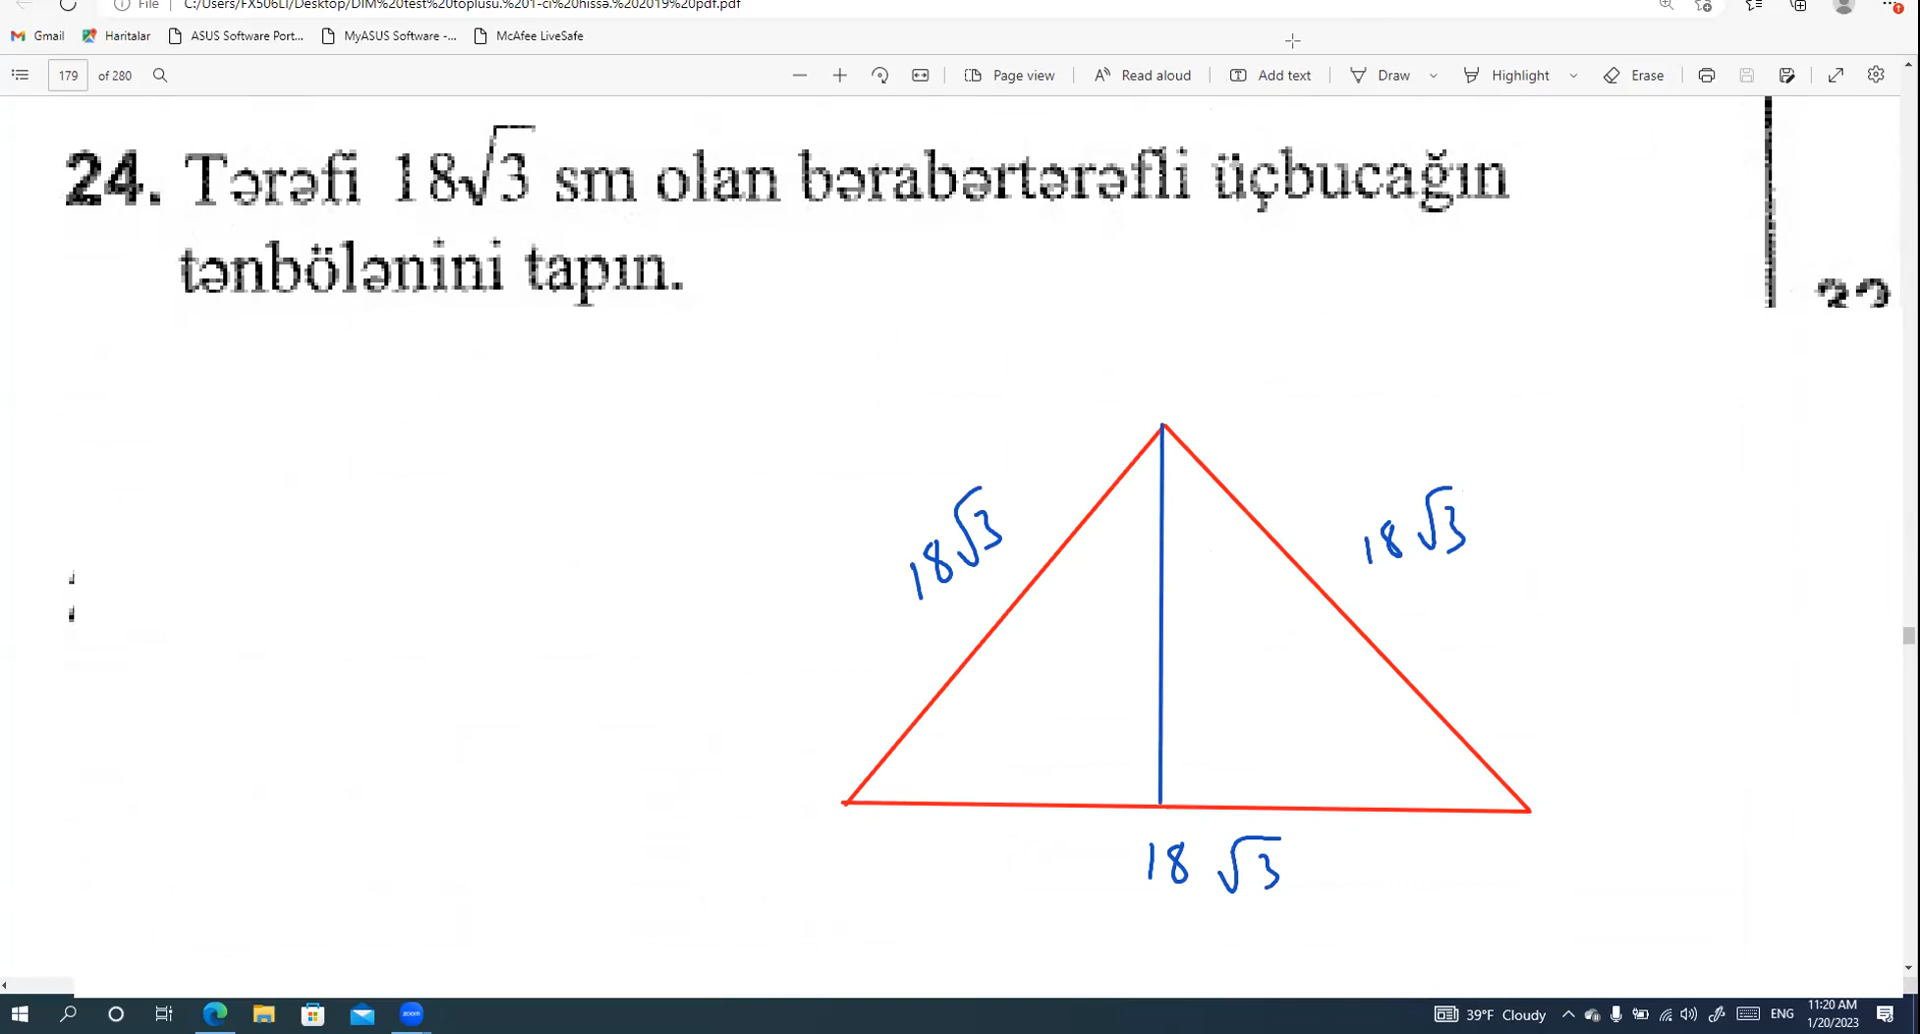 File | C:/Users/FX506LI/Desktop/DIM%20test%20toplusu.%201-ci%20hissə.%202019%20pdf.pdf
Gmail Haritalar ASUS Software Port... MyASUS Software -... McAfee LiveSafe
179 of 280 Page view Read aloud Add text Draw Highlight Erase
24. Tərəfi 18√3 sm olan bərabərtərəfli üçbucağın
tənbölənini tapın.
18√3
18√3
18√3
zoom 39°F Cloudy ENG 11:20 AM
1/20/2023